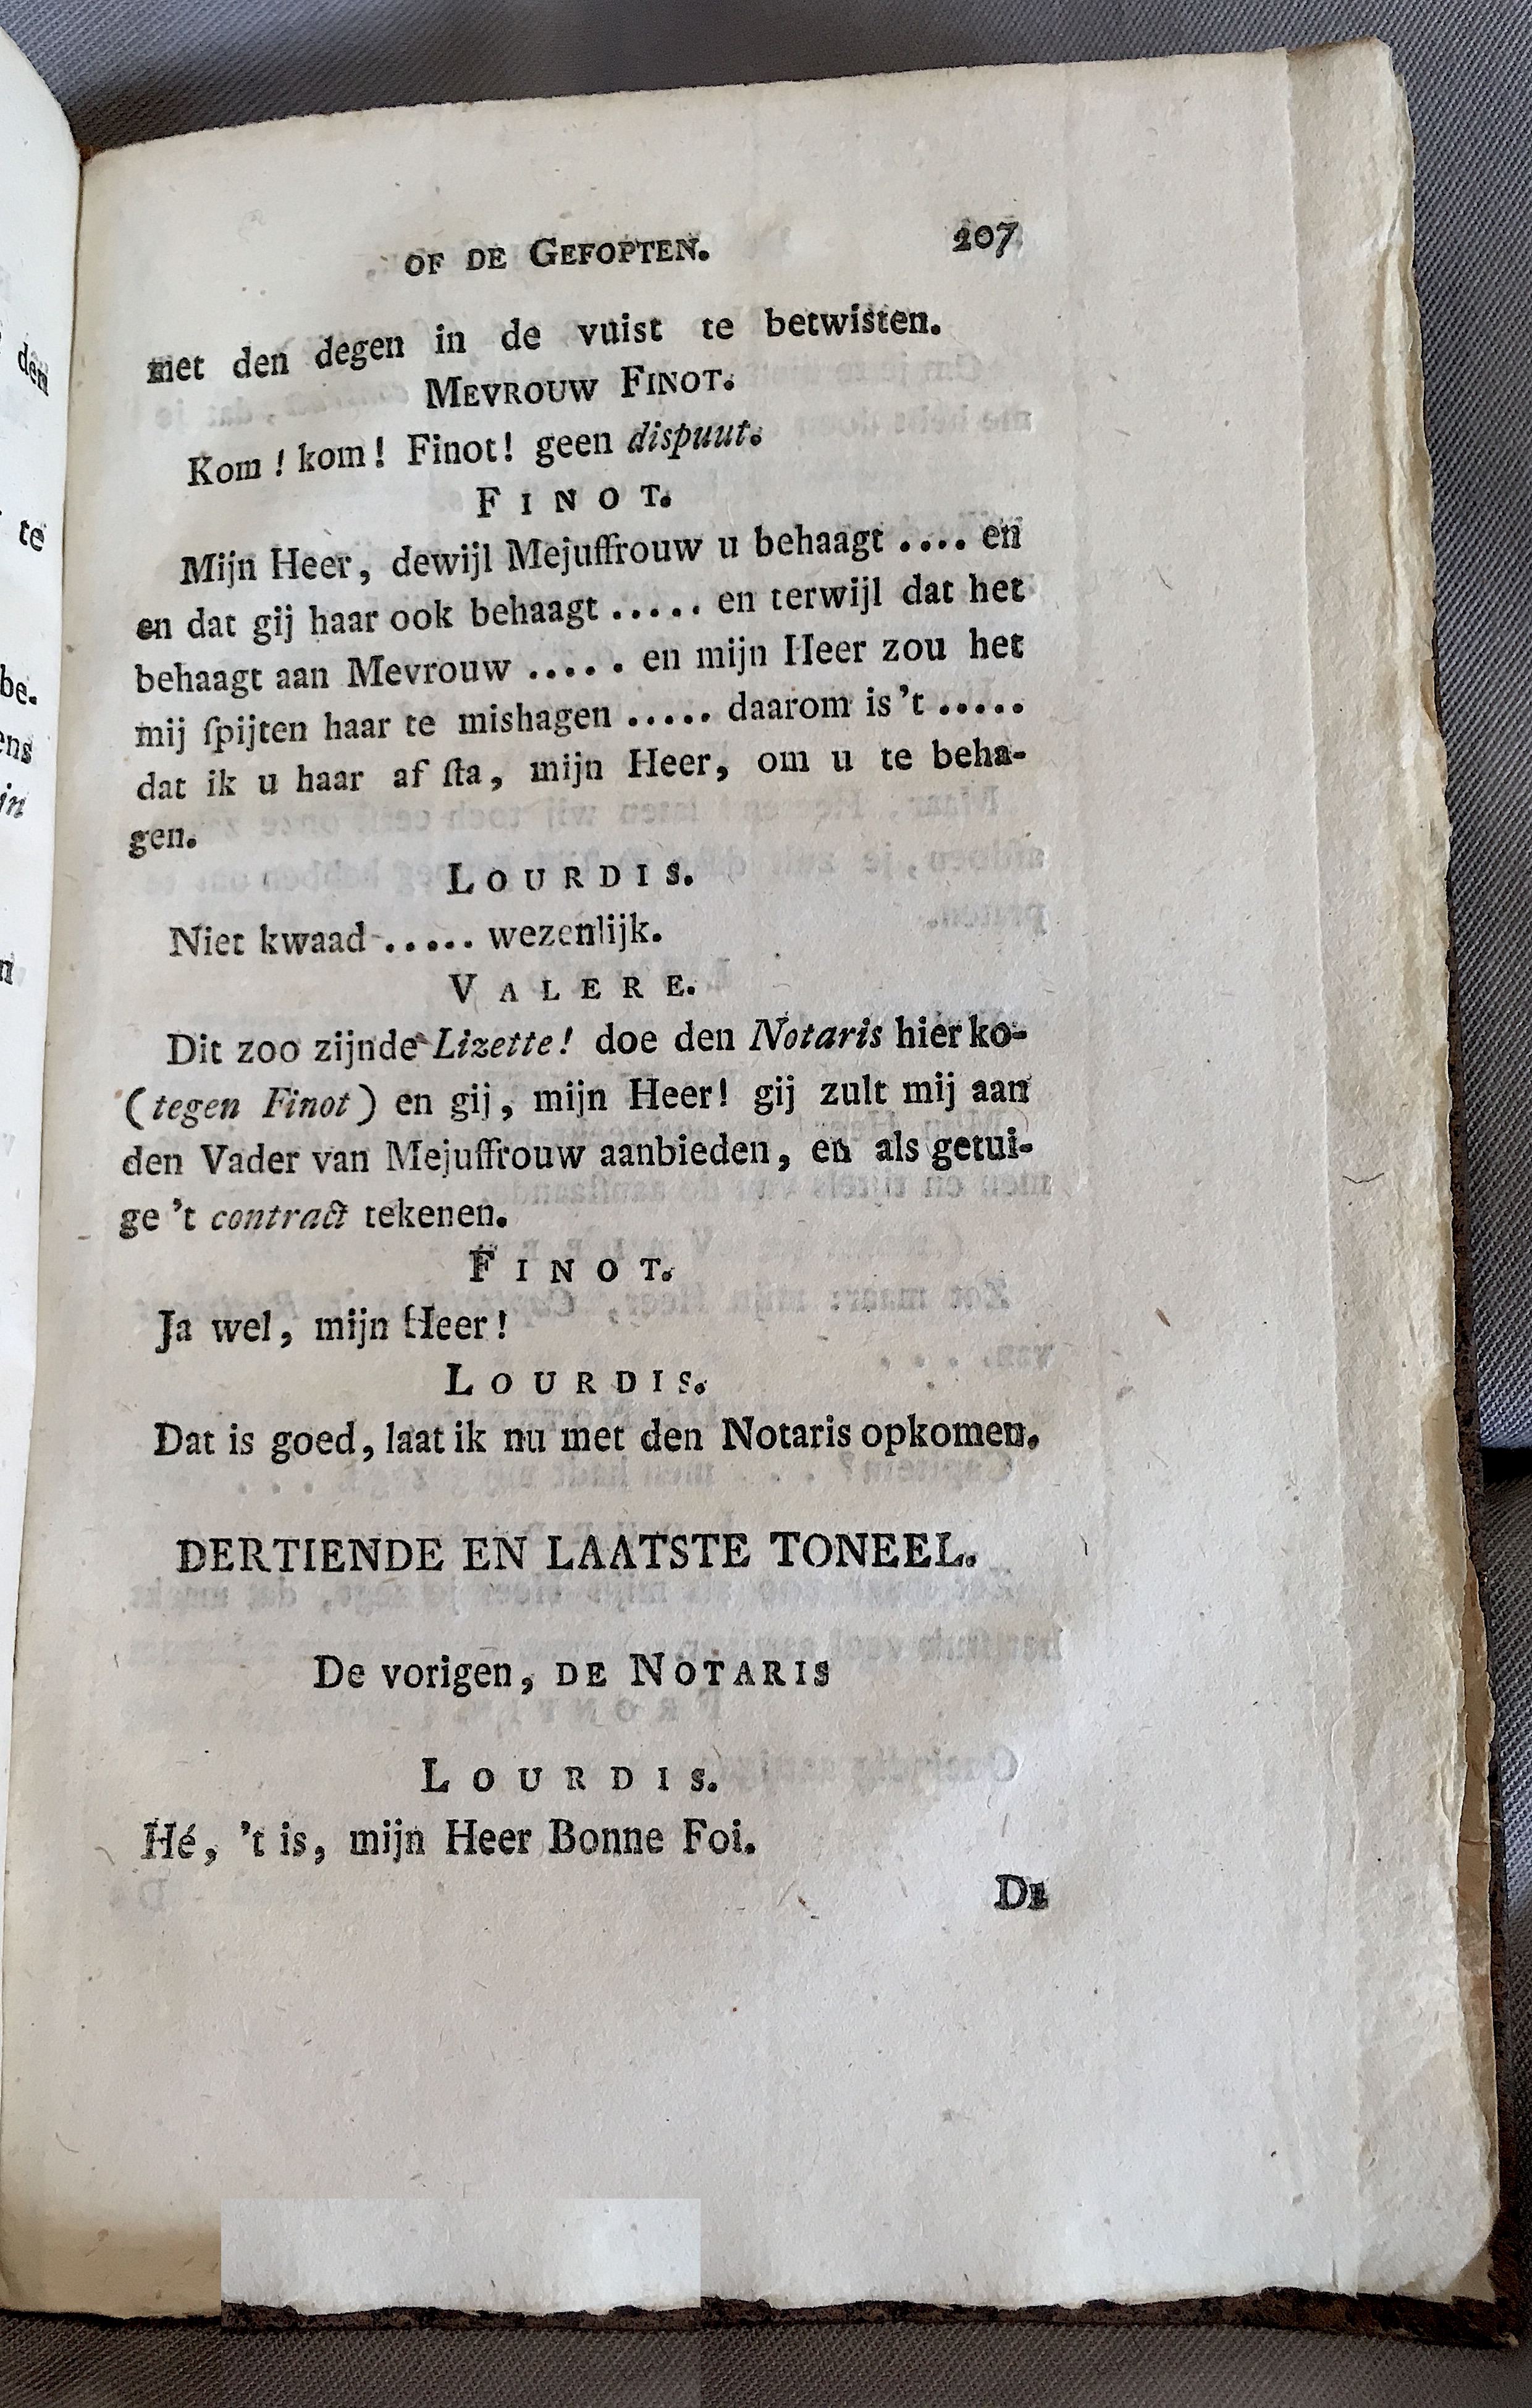 OF DE GEFOPTEN. 207
met den degen in de vuist te betwisten.
MEVROUW FINOT.
Kom! kom! Finot! geen dispuut.
FINOT.
Mijn Heer, dewijl Mejuffrouw u behaagt .... en
en dat gij haar ook behaagt ..... en terwijl dat het
behaagt aan Mevrouw ..... en mijn Heer zou het
mij ſpijten haar te mishagen ..... daarom is 't .....
dat ik u haar af ſta, mijn Heer, om u te beha-
gen.
LOURDIS.
Niet kwaad ..... wezenlijk.
VALERE.
Dit zoo zijnde Lizette! doe den Notaris hier ko-
(tegen Finot) en gij, mijn Heer! gij zult mij aan
den Vader van Mejuffrouw aanbieden, en als getui-
ge 't contract tekenen.
FINOT.
Ja wel, mijn Heer!
LOURDIS.
Dat is goed, laat ik nu met den Notaris opkomen.
DERTIENDE EN LAATSTE TONEEL.
De vorigen, DE NOTARIS
LOURDIS.
Hé, 't is, mijn Heer Bonne Foi.
DE